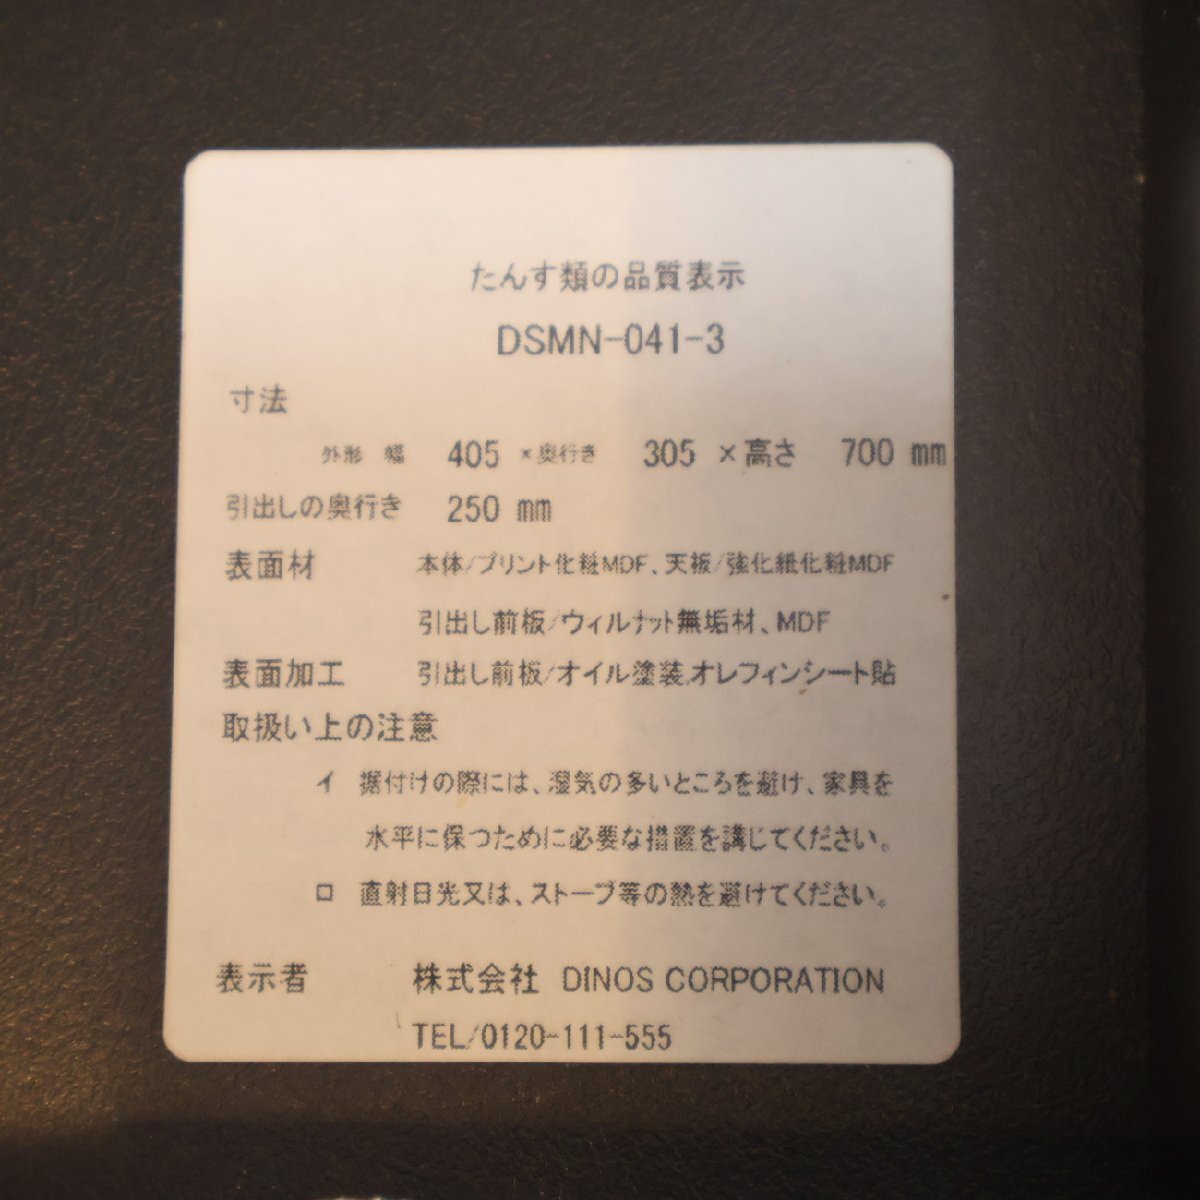 たんす類の品質表示
DSMN-041-3
寸法
外形 幅 405 ×奥行き 305 ×高さ 700 mm
引出しの奥行き 250 mm
表面材 本体/プリント化粧MDF、天板/強化紙化粧MDF
引出し前板/ウィルナット無垢材、MDF
表面加工 引出し前板/オイル塗装,オレフィンシート貼
取扱い上の注意
イ 据付けの際には、湿気の多いところを避け、家具を
水平に保つために必要な措置を講じてください。
ロ 直射日光又は、ストーブ等の熱を避けてください。
表示者 株式会社 DINOS CORPORATION
TEL/0120-111-555